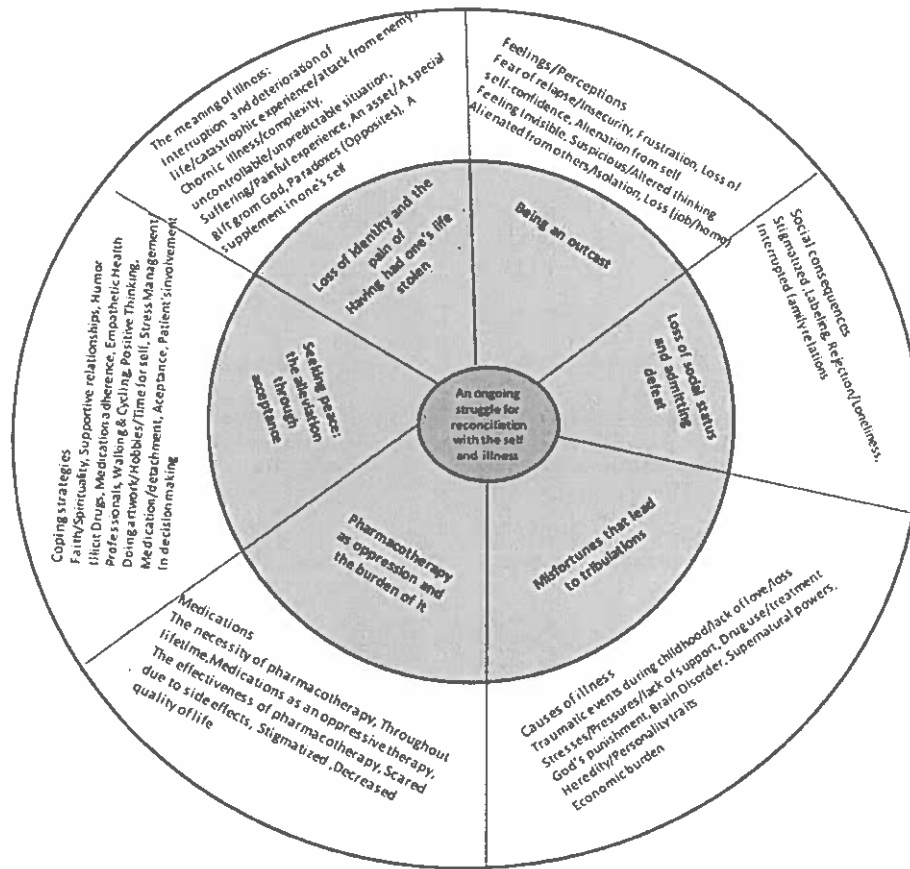 The meaning of Illness:
Interruption and deterioration of
life/catastrophic experience/attack from enemy,
Chornic illness/complexity,
uncontrollable/unpredictable situation,
Suffering/Painful experience, An asset/A special
gift grom God, Paradoxes (Opposites), A
supplement in one's self
Feelings/Perceptions
Fear of relapse/Insecurity, Frustration, Loss of
self-confidence, Alienation from self
Feeling Invisible, Suspicious/Altered thinking
Alienated from others/Isolation, Loss (job/home)
Social consequences
Stigmatized, Labeling, Rejection/Loneliness,
Interrupted family relations
Causes of illness
Traumatic events during childhood/lack of love/loss
Stresses/Pressures/lack of support, Drug use/treatment
God's punishment, Brain Disorder, Supernatural powers,
Heredity/Personality traits
Economic burden
Medications
The necessity of pharmacotherapy, Throughout
lifetime, Medications as an oppressive therapy,
The effectiveness of pharmacotherapy, Scared
due to side effects, Stigmatized ,Decreased
quality of life
Coping strategies
Faith/Spirituality, Supportive relationships, Humor
Illicit Drugs, Medication adherence, Empathetic Health
Professionals, Walking & Cycling, Positive Thinking,
Doing artwork/Hobbles/Time for self, Stress Management
Medication/detachment, Aceptance, Patient's involvement
In decision making
Loss of identity and the
pain of
Having had one's life
stolen
Being an outcast
Loss of social status
and admitting
defeat
Misfortunes that lead
to tribulations
Pharmacotherapy
as oppression and
the burden of it
Seeking peace:
the alleviation
through
acceptance
An ongoing
struggle for
reconciliation
with the self
and illness